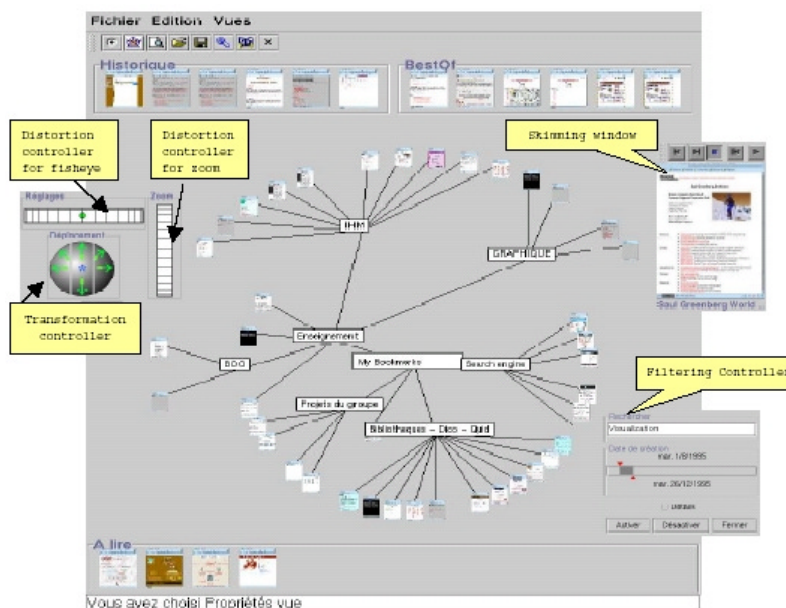 Fichier Edition Vues
Historique
BestOf
Distortion
controller
for fisheye
Distortion
controller
for zoom
Skimming window
Réglages
Zoom
Déplacement
IHM
GRAPHIQUE
Saul Greenberg World
Transformation
controller
Enseignement
BOO
My Bookmarks
Search engine
Filtering Controller
Projets du groupe
Bibliotheques - Dico - Quid
Rechercher
Visualization
Date de création
mar. 1/8/1995
mar. 26/12/1995
Activer
Désactiver
Fermer
A lire
Vous avez choisi Propriétés vue